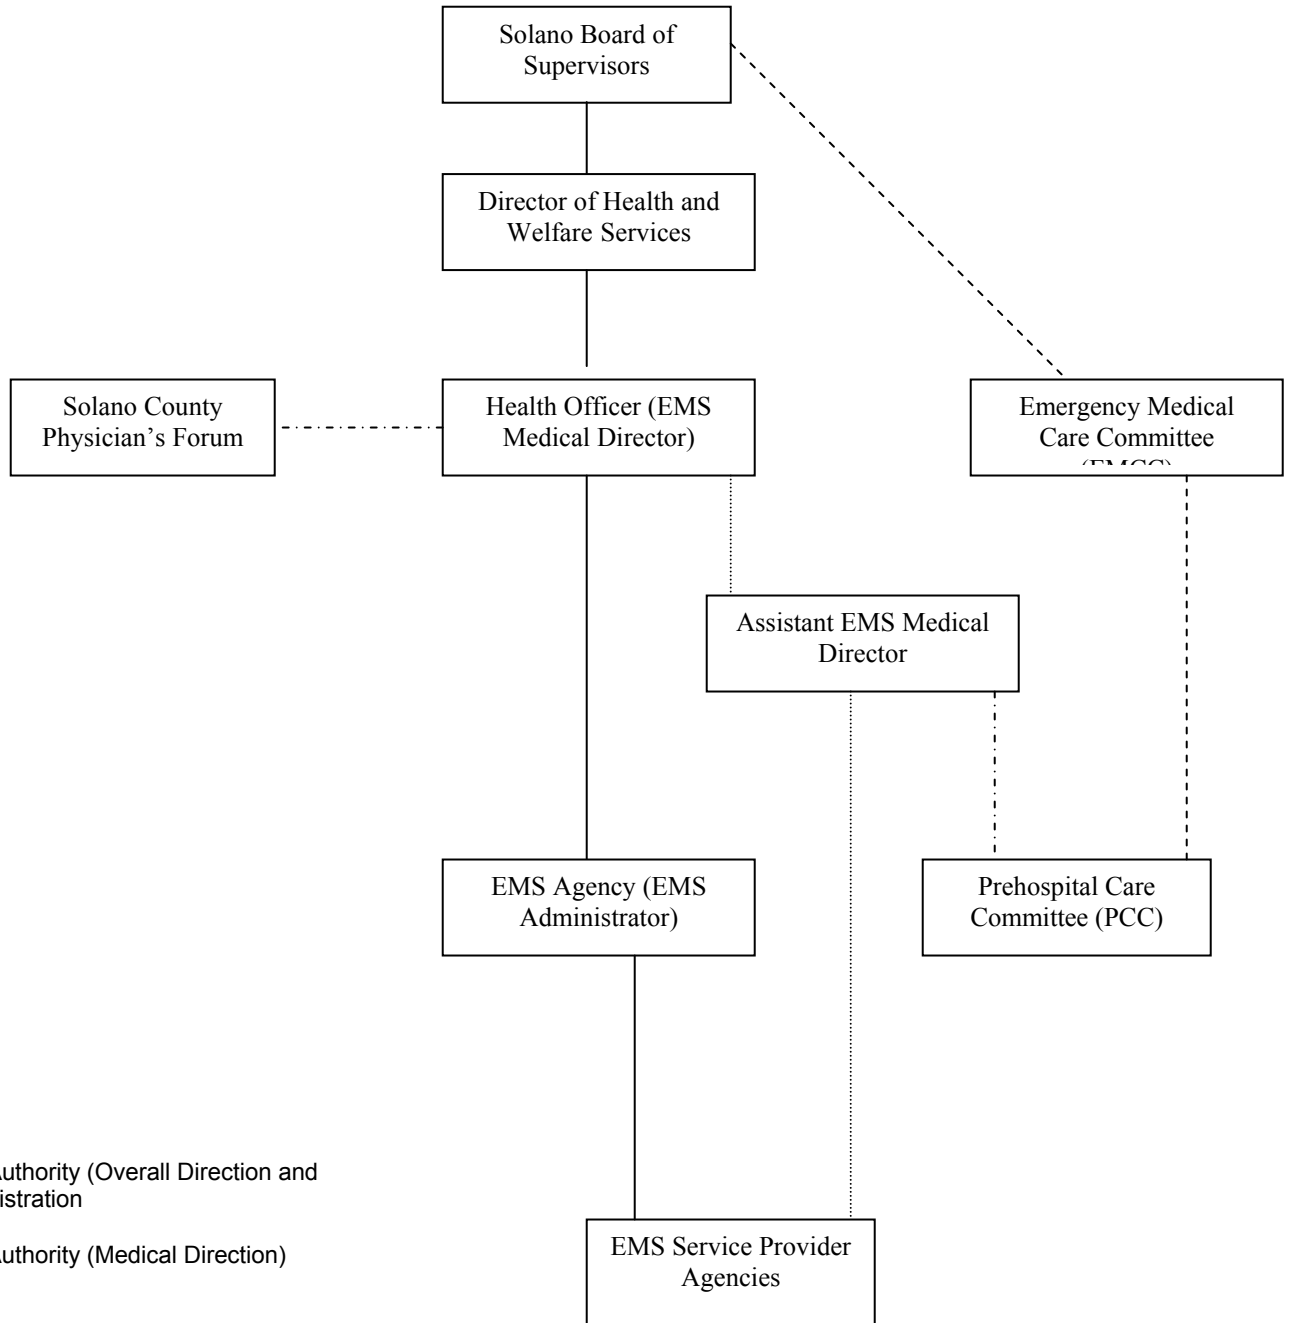 Solano Board of
Supervisors
Director of Health and
Welfare Services
Solano County
Physician's Forum
Health Officer (EMS
Medical Director)
Emergency Medical
Care Committee
(EMCC)
Assistant EMS Medical
Director
EMS Agency (EMS
Administrator)
Prehospital Care
Committee (PCC)
uthority (Overall Direction and
istration
uthority (Medical Direction)
EMS Service Provider
Agencies